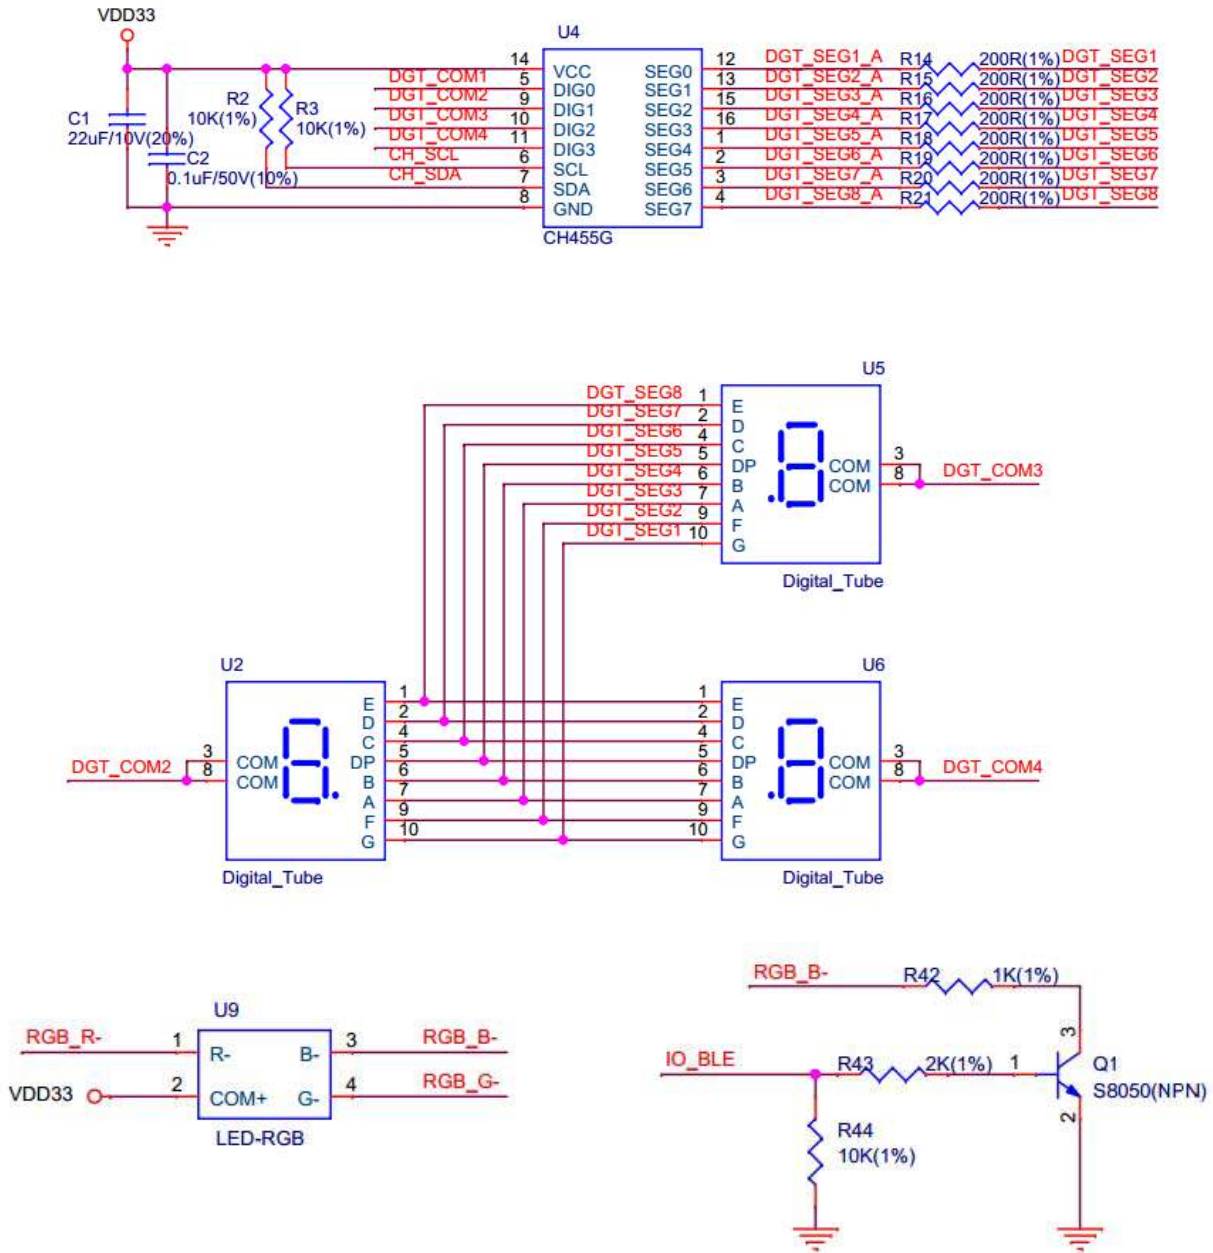 VDD33
U4
14 VCC SEG0 12 DGT_SEG1_A R14 200R(1%) DGT_SEG1
DGT_COM1 5 DIG0 SEG1 13 DGT_SEG2_A R15 200R(1%) DGT_SEG2
DGT_COM2 9 DIG1 SEG2 15 DGT_SEG3_A R16 200R(1%) DGT_SEG3
DGT_COM3 10 DIG2 SEG3 16 DGT_SEG4_A R17 200R(1%) DGT_SEG4
DGT_COM4 11 DIG3 SEG4 1 DGT_SEG5_A R18 200R(1%) DGT_SEG5
CH_SCL 6 SCL SEG5 2 DGT_SEG6_A R19 200R(1%) DGT_SEG6
CH_SDA 7 SDA SEG6 3 DGT_SEG7_A R20 200R(1%) DGT_SEG7
8 GND SEG7 4 DGT_SEG8_A R21 200R(1%) DGT_SEG8
R2
10K(1%)
R3
10K(1%)
C1
22uF/10V(20%)
C2
0.1uF/50V(10%)
CH455G
U5
DGT_SEG8 1 E
DGT_SEG7 2 D
DGT_SEG6 4 C
DGT_SEG5 5 DP COM 3
DGT_SEG4 6 B COM 8 DGT_COM3
DGT_SEG3 7 A
DGT_SEG2 9 F
DGT_SEG1 10 G
Digital_Tube
U2
E 1
D 2
C 4
3 COM DP 5
DGT_COM2 8 COM B 6
A 7
F 9
G 10
Digital_Tube
U6
1 E
2 D
4 C
5 DP COM 3
6 B COM 8 DGT_COM4
7 A
9 F
10 G
Digital_Tube
U9
RGB_R- 1 R- B- 3 RGB_B-
VDD33 2 COM+ G- 4 RGB_G-
LED-RGB
RGB_B- R42 1K(1%)
3
IO_BLE R43 2K(1%) 1 Q1
S8050(NPN)
2
R44
10K(1%)